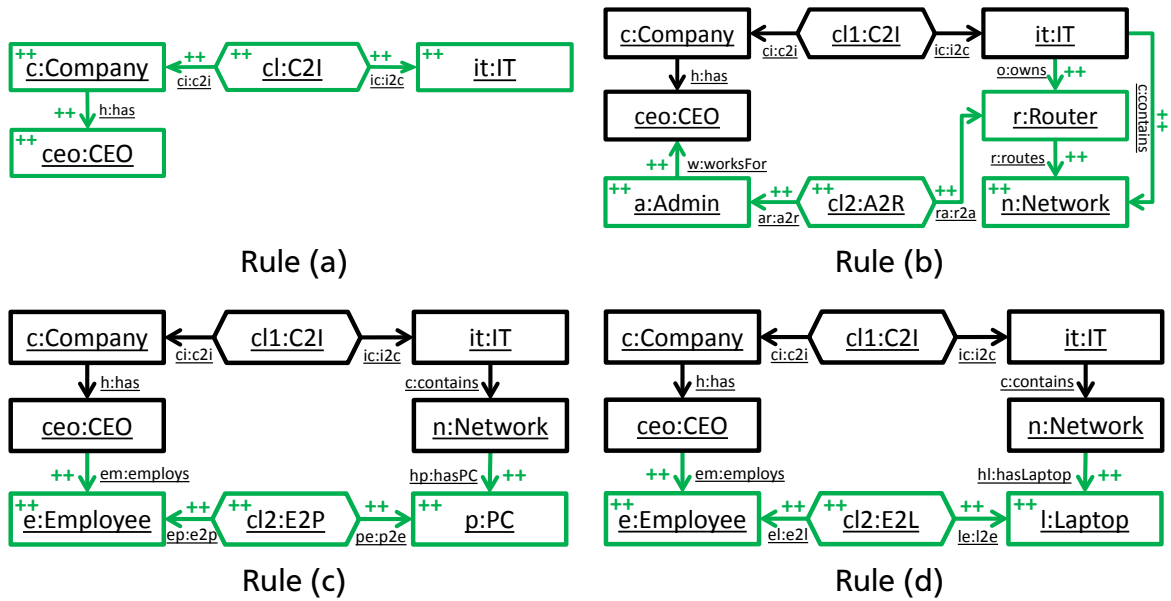 ++ c:Company
++ cl:C2I
++ it:IT
++
ci:c2i
++
ic:i2c
h:has
++
++ ceo:CEO
Rule (a)
c:Company
cl1:C2I
it:IT
ci:c2i
ic:i2c
h:has
o:owns
++
c:contains
++
ceo:CEO
r:Router
++
w:worksFor
r:routes
++
++ a:Admin
++
ar:a2r
++ cl2:A2R
++
ra:r2a
++ n:Network
Rule (b)
c:Company
cl1:C2I
it:IT
ci:c2i
ic:i2c
h:has
c:contains
ceo:CEO
n:Network
++
em:employs
hp:hasPC
++
++ e:Employee
++
ep:e2p
++ cl2:E2P
++
pe:p2e
++ p:PC
Rule (c)
c:Company
cl1:C2I
it:IT
ci:c2i
ic:i2c
h:has
c:contains
ceo:CEO
n:Network
++
em:employs
hl:hasLaptop
++
++ e:Employee
++
el:e2l
++ cl2:E2L
++
le:l2e
++ l:Laptop
Rule (d)